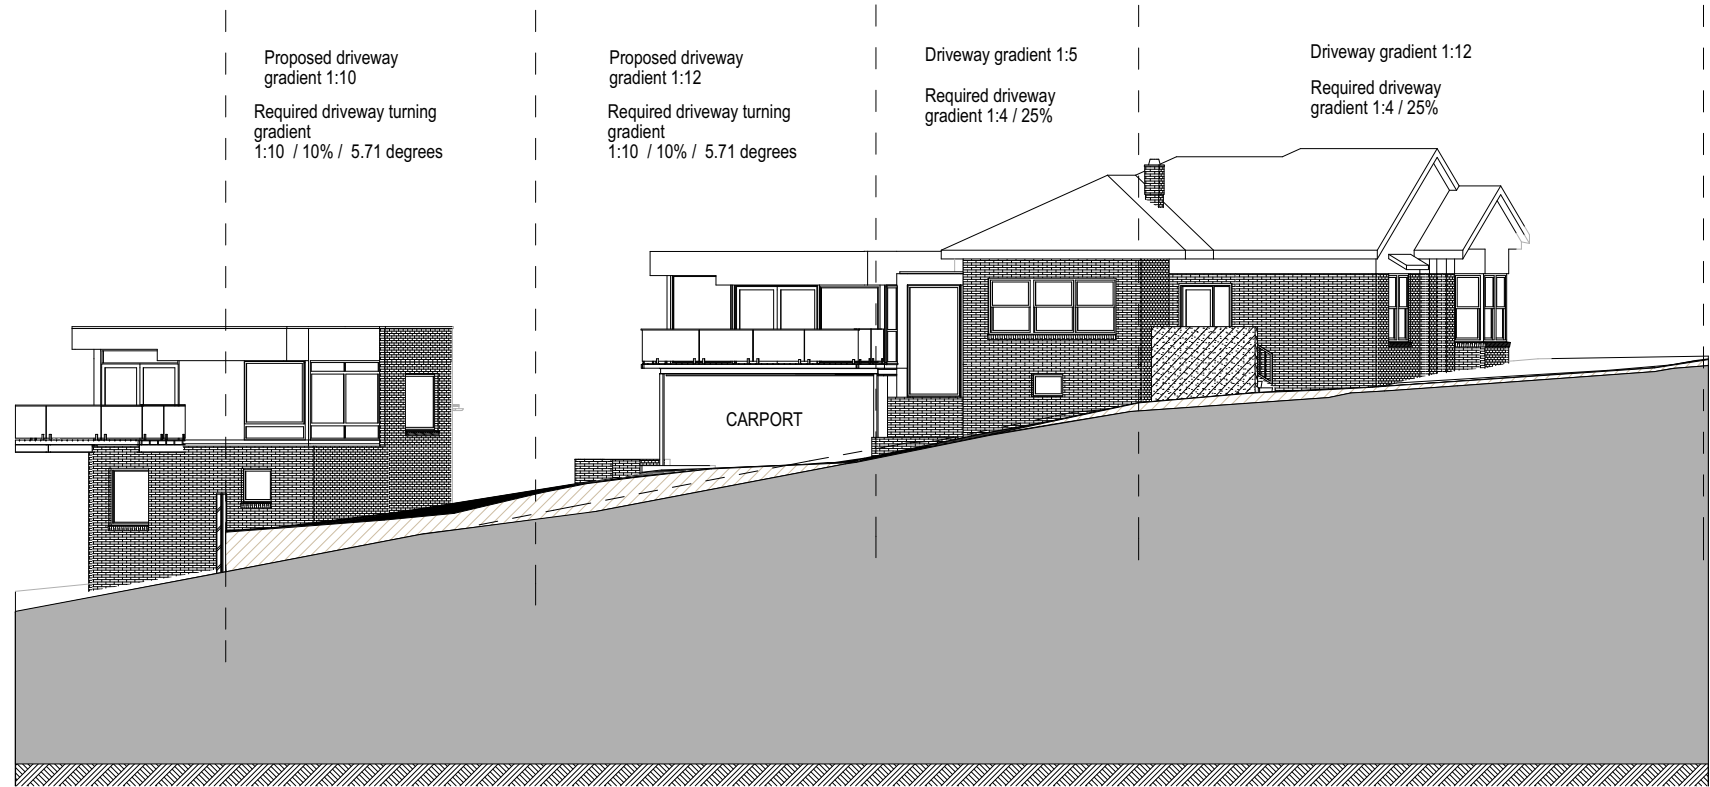 Proposed driveway
gradient 1:10
Required driveway turning
gradient
1:10 / 10% / 5.71 degrees
Proposed driveway
gradient 1:12
Required driveway turning
gradient
1:10 / 10% / 5.71 degrees
Driveway gradient 1:5
Required driveway
gradient 1:4 / 25%
Driveway gradient 1:12
Required driveway
gradient 1:4 / 25%
CARPORT